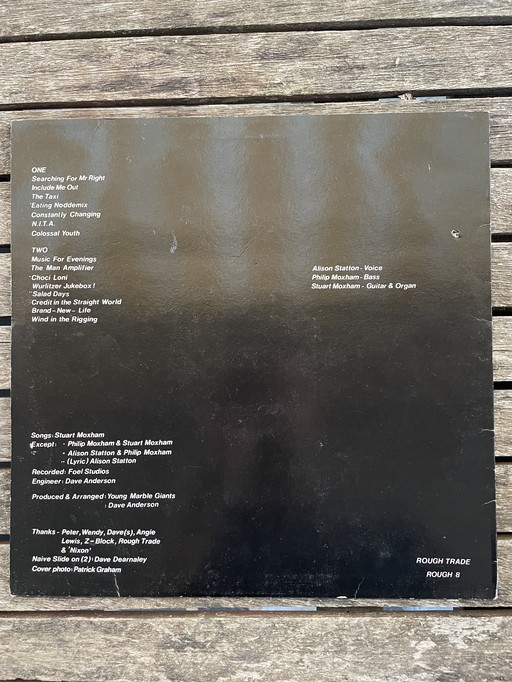 ONE
Searching For Mr Right
Include Me Out
The Taxi
'Eating Noddemix
Constantly Changing
N.I.T.A.
Colossal Youth
TWO
Music For Evenings
The Man Amplifier
'Choci Loni
Wurlitzer Jukebox!
"Salad Days
Credit in the Straight World
Brand-New-Life
Wind in the Rigging
Alison Statton - Voice
Philip Moxham - Bass
Stuart Moxham - Guitar & Organ
Songs: Stuart Moxham
Except: ' Philip Moxham & Stuart Moxham
' Alison Statton & Philip Moxham
" (Lyric) Alison Statton
Recorded: Foel Studios
Engineer: Dave Anderson
Produced & Arranged: Young Marble Giants
: Dave Anderson
Thanks - Peter, Wendy, Dave(s), Angie
Lewis, Z-Block, Rough Trade
& 'Nixon'
Naive Slide on (2): Dave Dearnaley
Cover photo: Patrick Graham
ROUGH TRADE
ROUGH 8